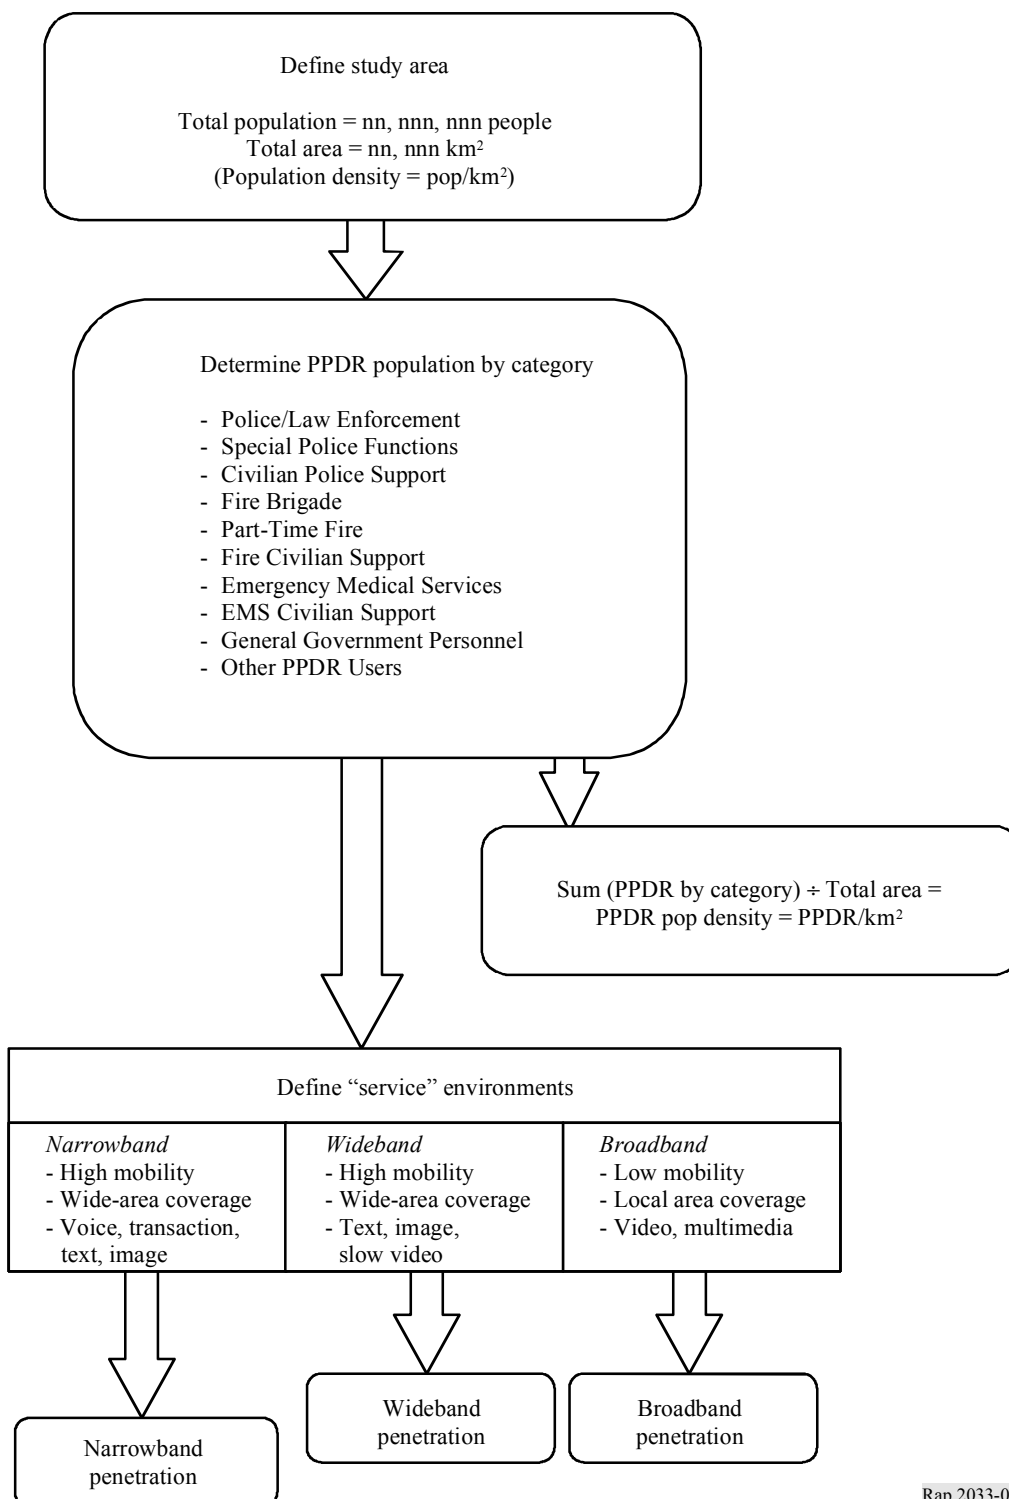 Define study area
Total population = nn, nnn, nnn people
Total area = nn, nnn km²
(Population density = pop/km²)
Determine PPDR population by category
- Police/Law Enforcement
- Special Police Functions
- Civilian Police Support
- Fire Brigade
- Part-Time Fire
- Fire Civilian Support
- Emergency Medical Services
- EMS Civilian Support
- General Government Personnel
- Other PPDR Users
Sum (PPDR by category) ÷ Total area =
PPDR pop density = PPDR/km²
Define “service” environments
Narrowband
- High mobility
- Wide-area coverage
- Voice, transaction,
text, image
Wideband
- High mobility
- Wide-area coverage
- Text, image,
slow video
Broadband
- Low mobility
- Local area coverage
- Video, multimedia
Narrowband
penetration
Wideband
penetration
Broadband
penetration
Rap 2033-0